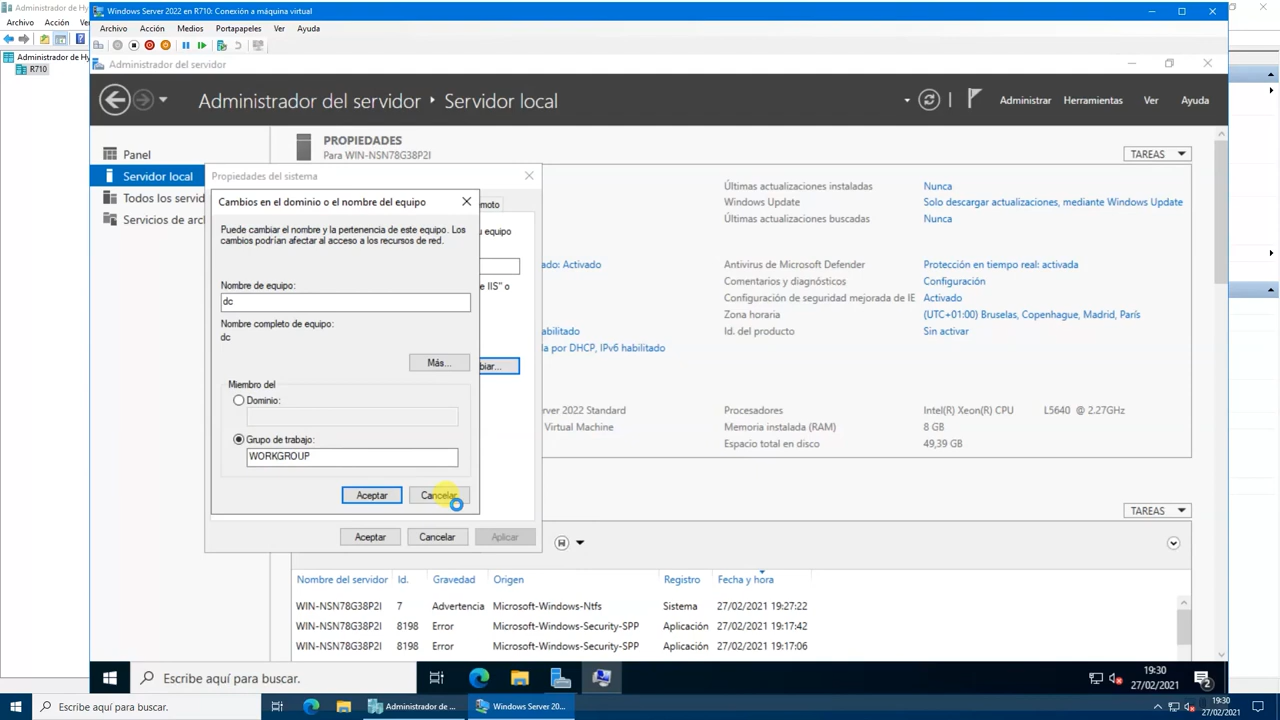 Administrador de Hy
Archivo Acción
Administrador de Hy
R710
Windows Server 2022 en R710: Conexión a máquina virtual
Archivo Acción Medios Portapapeles Ver Ayuda
Administrador del servidor
Administrador del servidor Servidor local
Administrar Herramientas Ver Ayuda
Panel
Servidor local
Todos los servid
Servicios de arc
PROPIEDADES
Para WIN-NSN78G38P2I
TAREAS
Propiedades del sistema
emoto
u equipo
e IIS" o
biar...
Aceptar Cancelar Aplicar
Cambios en el dominio o el nombre del equipo
Puede cambiar el nombre y la pertenencia de este equipo. Los
cambios podrían afectar al acceso a los recursos de red.
Nombre de equipo:
dc
Nombre completo de equipo:
dc
Más...
Miembro del
Dominio:
Grupo de trabajo:
WORKGROUP
Aceptar Cancelar
ado: Activado
abilitado
a por DHCP, IPv6 habilitado
rver 2022 Standard
Virtual Machine
Últimas actualizaciones instaladas Nunca
Windows Update Solo descargar actualizaciones, mediante Windows Update
Últimas actualizaciones buscadas Nunca
Antivirus de Microsoft Defender Protección en tiempo real: activada
Comentarios y diagnósticos Configuración
Configuración de seguridad mejorada de IE Activado
Zona horaria (UTC+01:00) Bruselas, Copenhague, Madrid, París
Id. del producto Sin activar
Procesadores Intel(R) Xeon(R) CPU L5640 @ 2.27GHz
Memoria instalada (RAM) 8 GB
Espacio total en disco 49,39 GB
TAREAS
Nombre del servidor Id. Gravedad Origen Registro Fecha y hora
WIN-NSN78G38P2I 7 Advertencia Microsoft-Windows-Ntfs Sistema 27/02/2021 19:27:22
WIN-NSN78G38P2I 8198 Error Microsoft-Windows-Security-SPP Aplicación 27/02/2021 19:17:42
WIN-NSN78G38P2I 8198 Error Microsoft-Windows-Security-SPP Aplicación 27/02/2021 19:17:06
Escribe aquí para buscar.
19:30
27/02/2021
2
Escribe aquí para buscar.
Administrador de ...
Windows Server 20...
19:30
27/02/2021